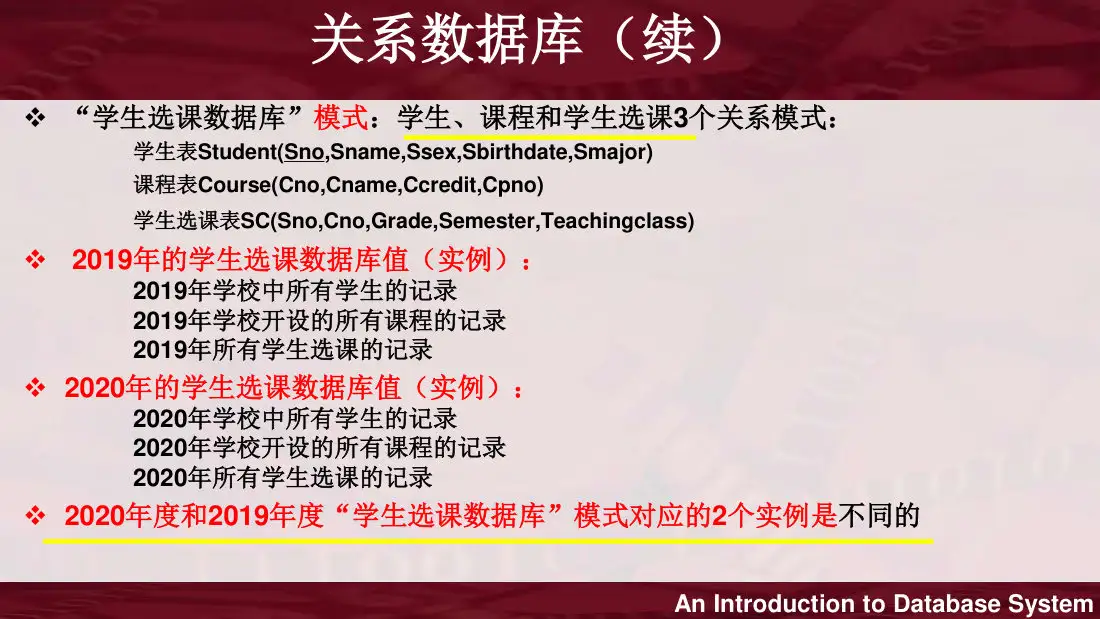 关系数据库（续）
❖ “学生选课数据库”模式：学生、课程和学生选课3个关系模式：
学生表Student(Sno,Sname,Ssex,Sbirthdate,Smajor)
课程表Course(Cno,Cname,Ccredit,Cpno)
学生选课表SC(Sno,Cno,Grade,Semester,Teachingclass)
❖ 2019年的学生选课数据库值（实例）：
2019年学校中所有学生的记录
2019年学校开设的所有课程的记录
2019年所有学生选课的记录
❖ 2020年的学生选课数据库值（实例）：
2020年学校中所有学生的记录
2020年学校开设的所有课程的记录
2020年所有学生选课的记录
❖ 2020年度和2019年度“学生选课数据库”模式对应的2个实例是不同的
An Introduction to Database System